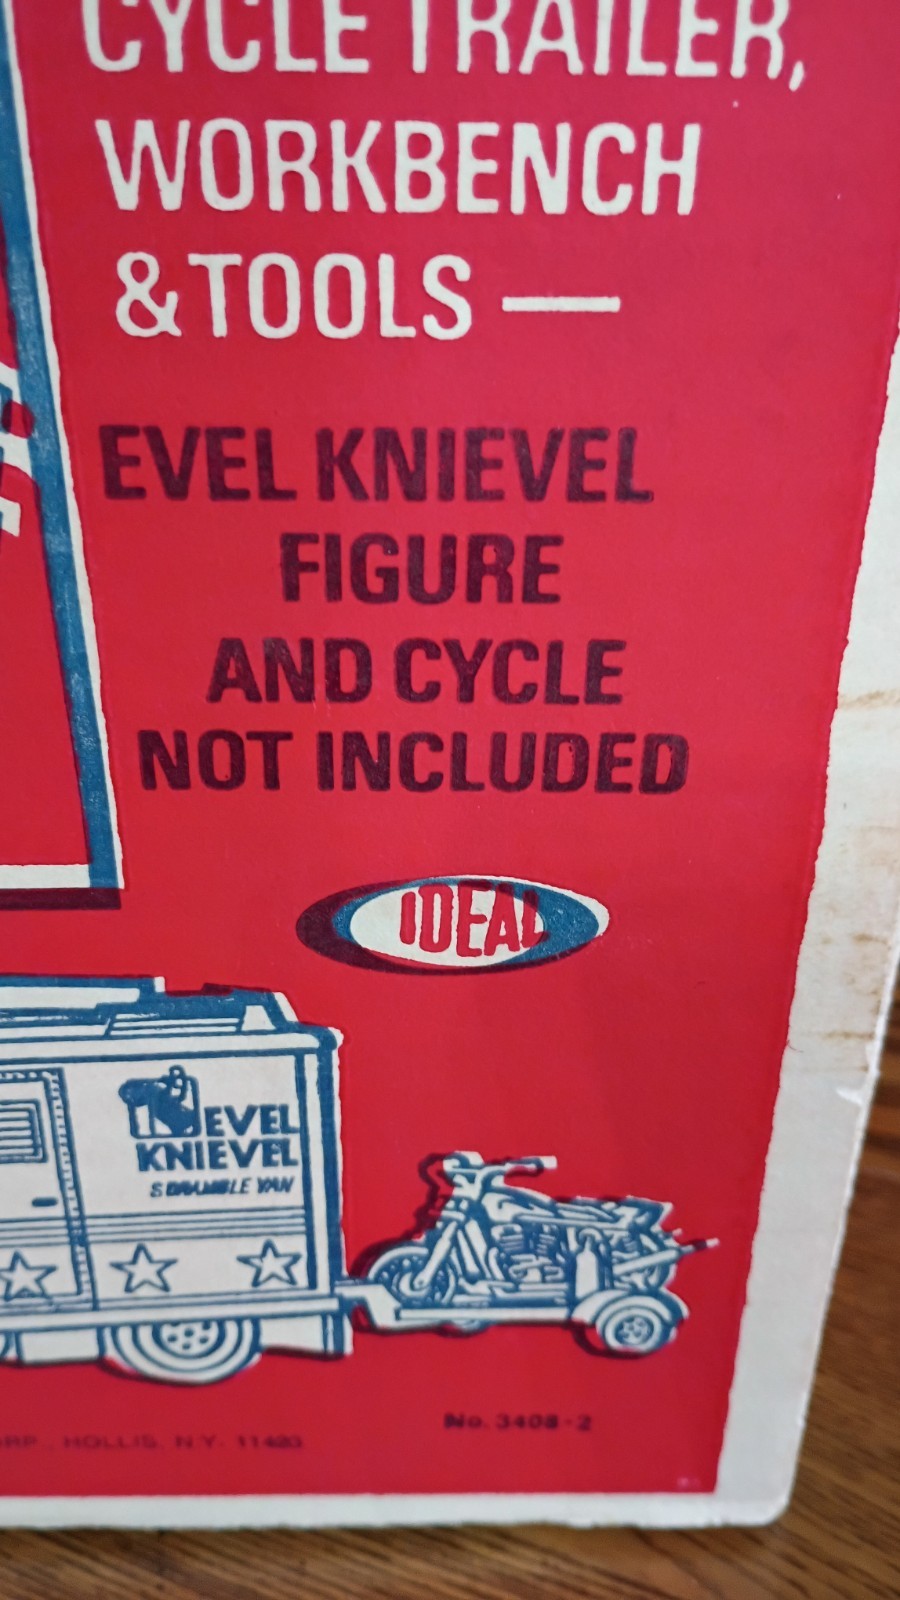 CYCLE TRAILER,
WORKBENCH
& TOOLS —
EVEL KNIEVEL
FIGURE
AND CYCLE
NOT INCLUDED
IDEAL
EVEL
KNIEVEL
SCRAMBLE VAN
No. 3408-2
HOLLIS, N.Y. 11423